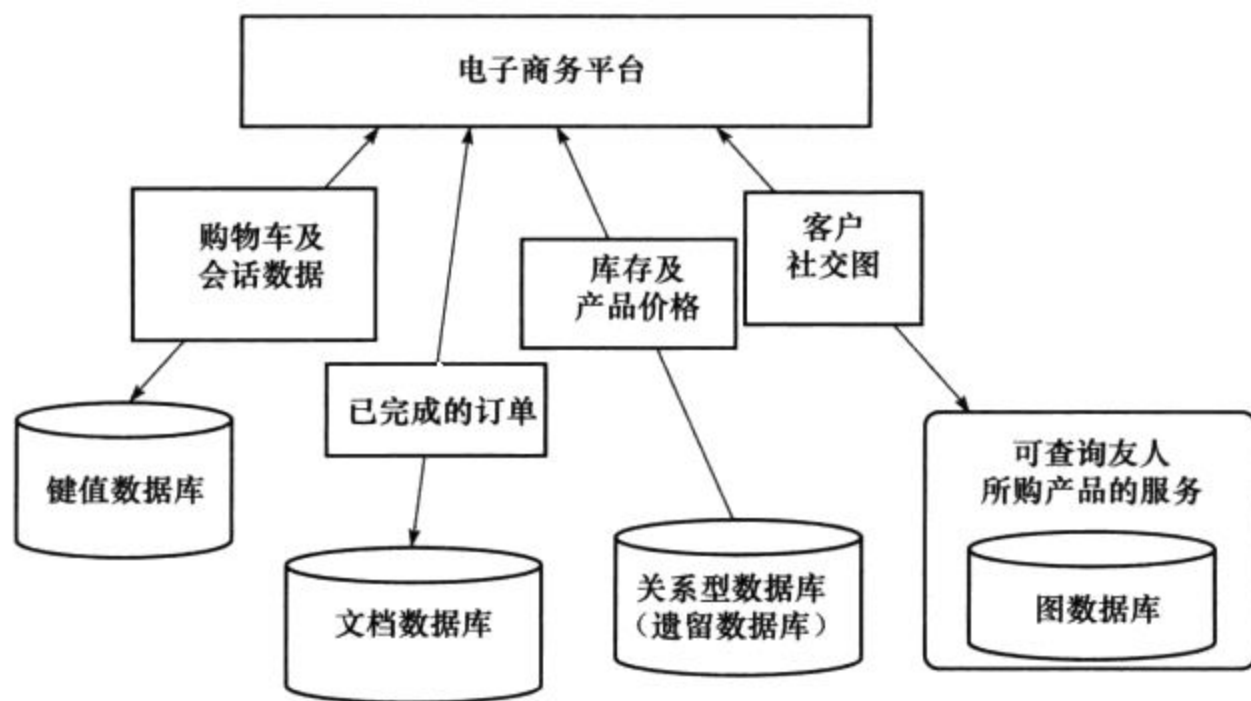 电子商务平台
购物车及
会话数据
客户
社交图
库存及
产品价格
已完成的订单
键值数据库
可查询友人
所购产品的服务
文档数据库
关系型数据库
（遗留数据库）
图数据库